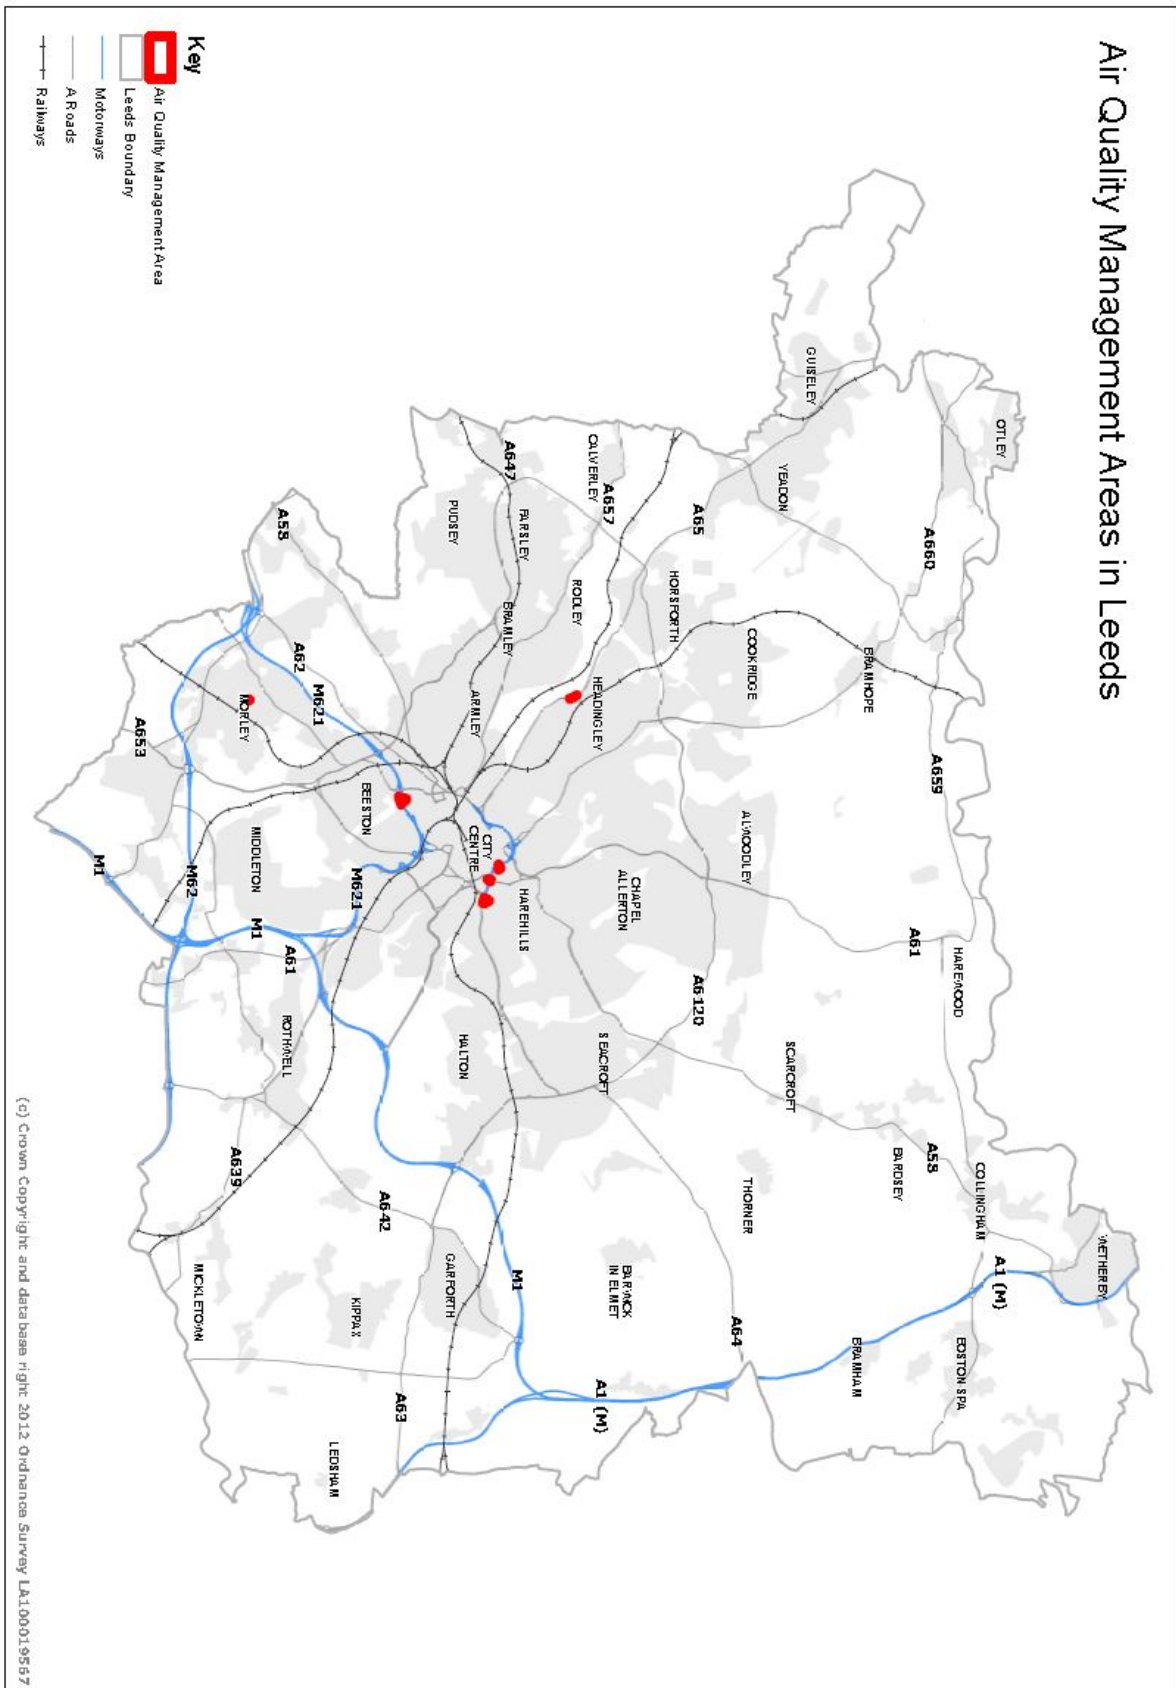 Air Quality Management Areas in Leeds
OTLEY
WETHERBY
A1 (M)
COLLINGHAM
A660
A659
A61
HAREWOOD
A58
BOSTON SPA
BARDSEY
BRAMHOPE
BRAMHAM
GUISELEY
YEADON
SCARCROFT
COOKRIDGE
ALWOODLEY
THORNER
A64
A65
A6120
HORSFORTH
CHAPEL
ALLERTON
BARWICK
IN ELMET
A657
CALVERLEY
HEADINGLEY
SEACROFT
A1 (M)
RODLEY
FARSLEY
HAREHILLS
M1
A647
BRAMLEY
CITY
CENTRE
ARMLEY
PUDSEY
HALTON
GARFORTH
A63
A642
BEESTON
M621
KIPPAX
LEDSHAM
M621
A62
A58
A61
ROTHWELL
MIDDLETON
M1
MORLEY
A639
MICKLETOWN
M62
A653
M1
Key
Air Quality Management Area
Leeds Boundary
Motorways
A Roads
Railways
(c) Crown Copyright and database right 2012 Ordnance Survey LA100019567